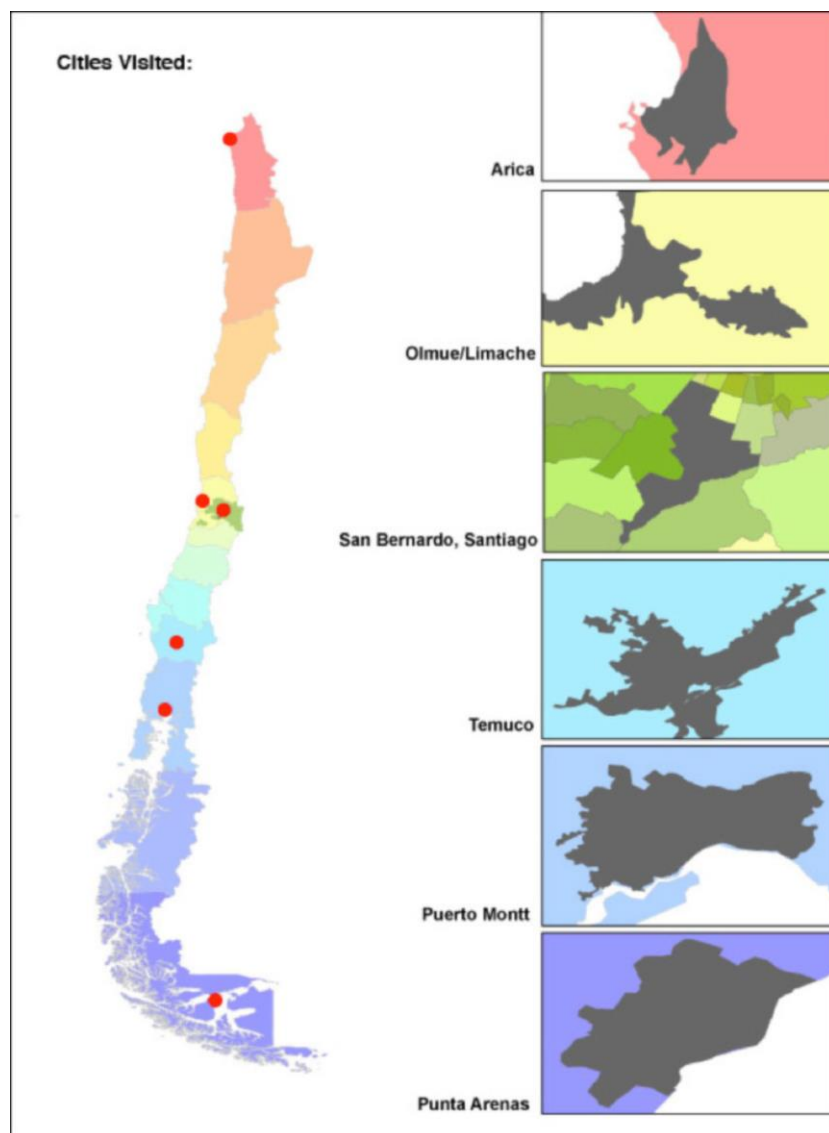 Cities Visited:
Arica
Olmue/Limache
San Bernardo, Santiago
Temuco
Puerto Montt
Punta Arenas